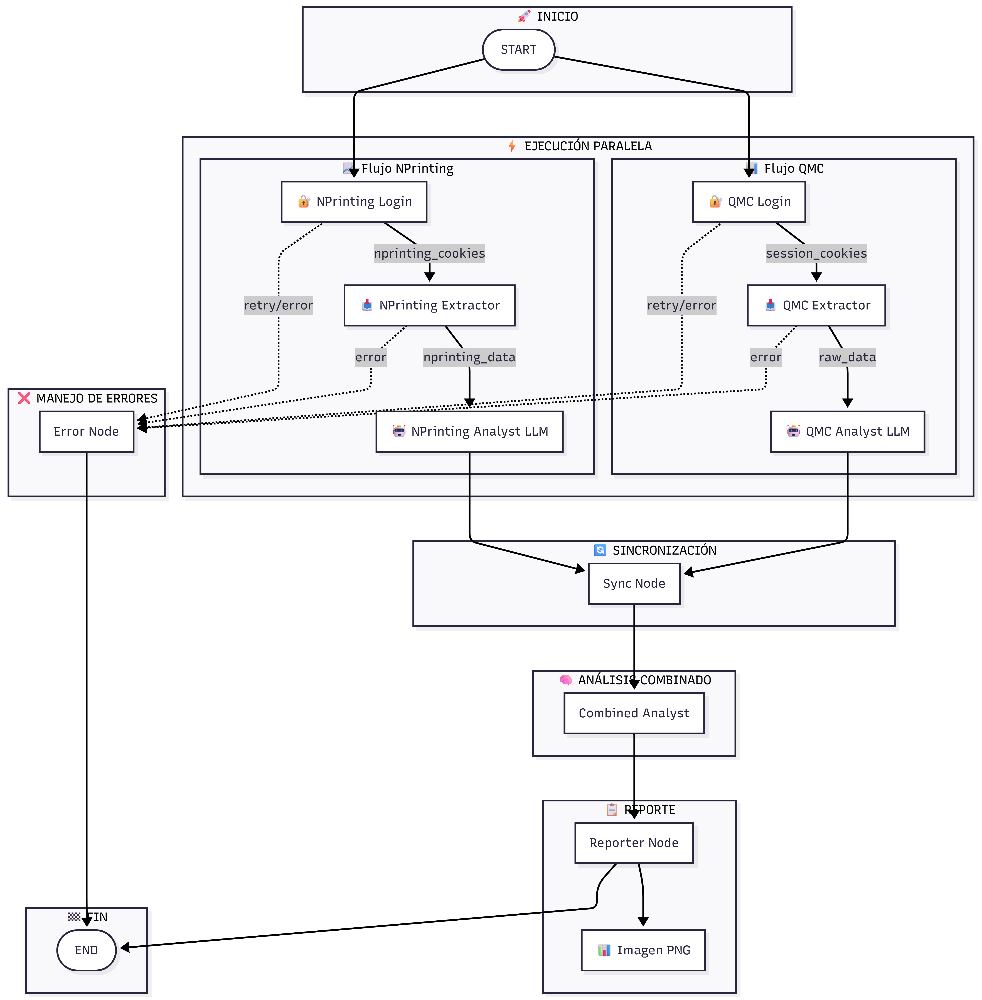 INICIO
START
EJECUCIÓN PARALELA
Flujo NPrinting
Flujo QMC
NPrinting Login
QMC Login
nprinting_cookies
session_cookies
retry/error
NPrinting Extractor
retry/error
QMC Extractor
error
nprinting_data
error
raw_data
MANEJO DE ERRORES
Error Node
NPrinting Analyst LLM
QMC Analyst LLM
SINCRONIZACIÓN
Sync Node
ANÁLISIS COMBINADO
Combined Analyst
REPORTE
Reporter Node
FIN
END
Imagen PNG